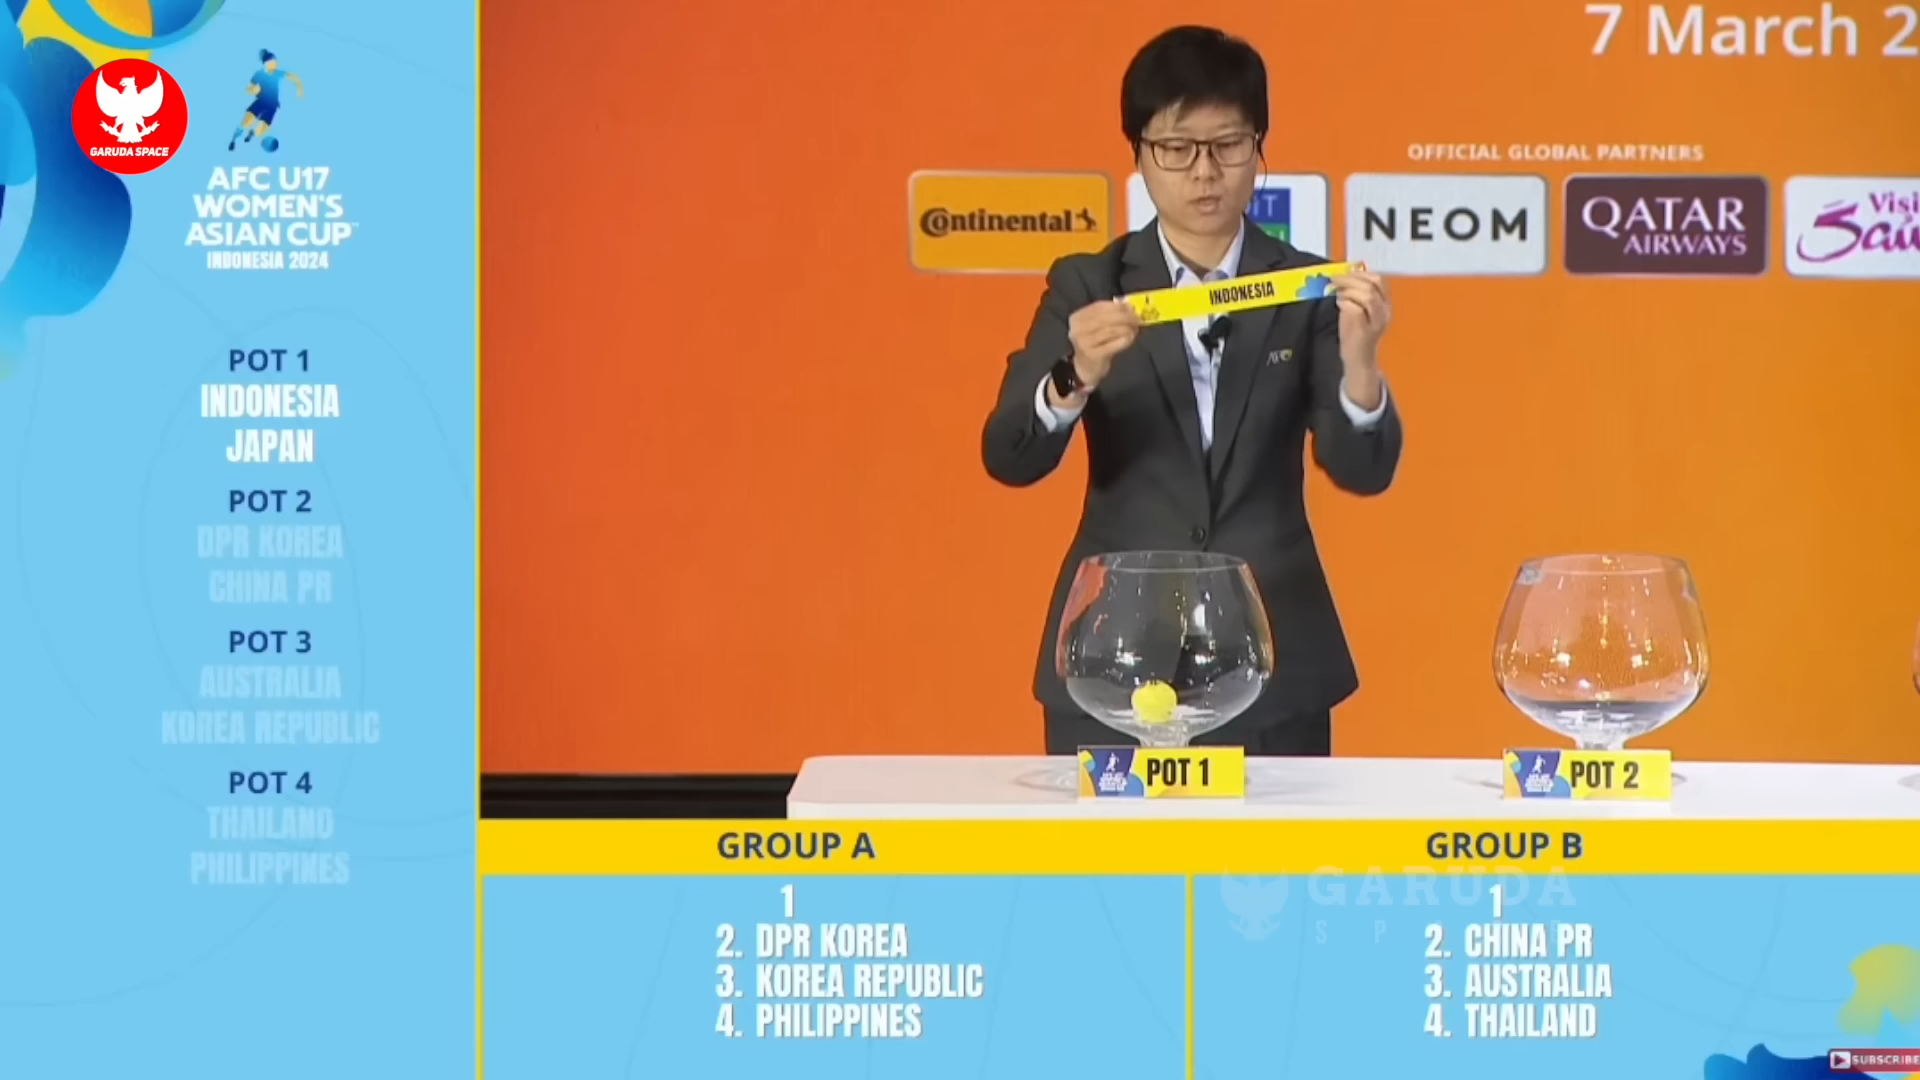 GARUDA SPACE
AFC U17
WOMEN'S
ASIAN CUP™
INDONESIA 2024
POT 1
INDONESIA
JAPAN
POT 2
DPR KOREA
CHINA PR
POT 3
AUSTRALIA
KOREA REPUBLIC
POT 4
THAILAND
PHILIPPINES
7 March 2
OFFICIAL GLOBAL PARTNERS
Continental
NEOM
QATAR
AIRWAYS
INDONESIA
POT 1
POT 2
GROUP A
1
2. DPR KOREA
3. KOREA REPUBLIC
4. PHILIPPINES
GROUP B
1
2. CHINA PR
3. AUSTRALIA
4. THAILAND
GARUDA
SUBSCRIBE